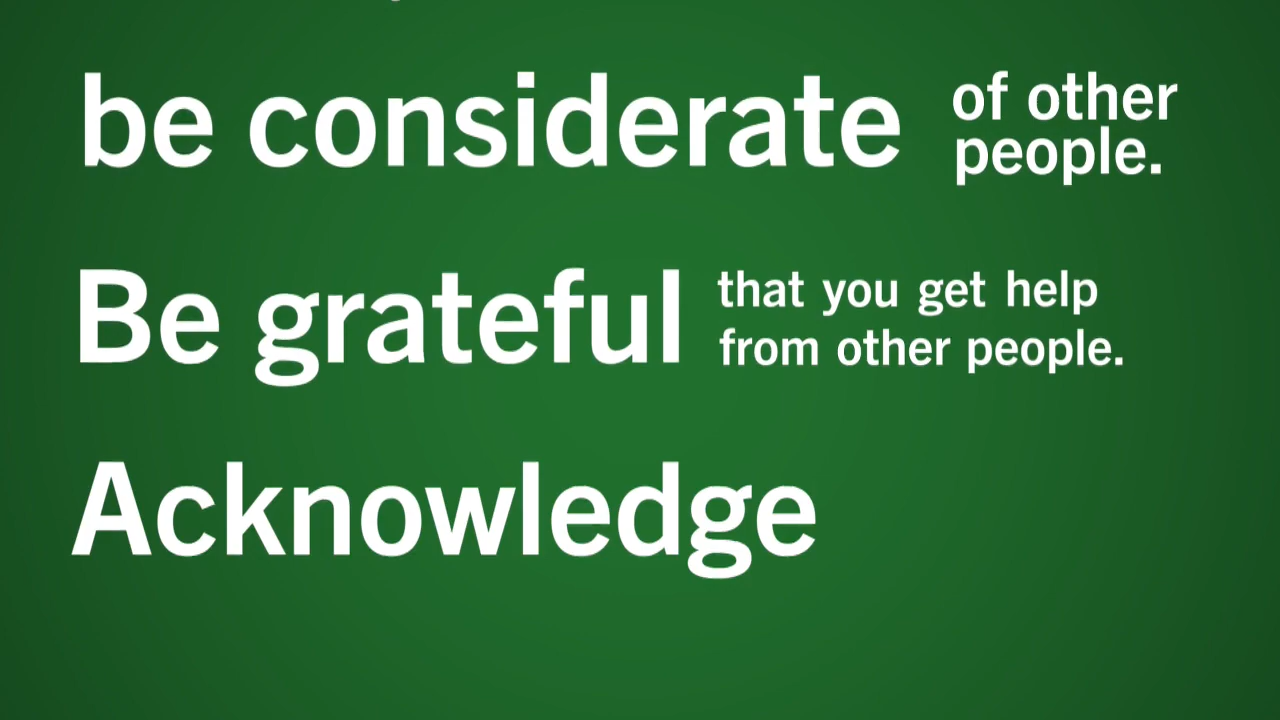 be considerate of other
people.
Be grateful that you get help
from other people.
Acknowledge